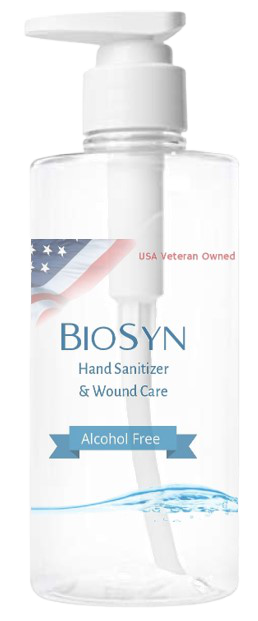 USA Veteran Owned
BIOSYN
Hand Sanitizer
& Wound Care
Alcohol Free